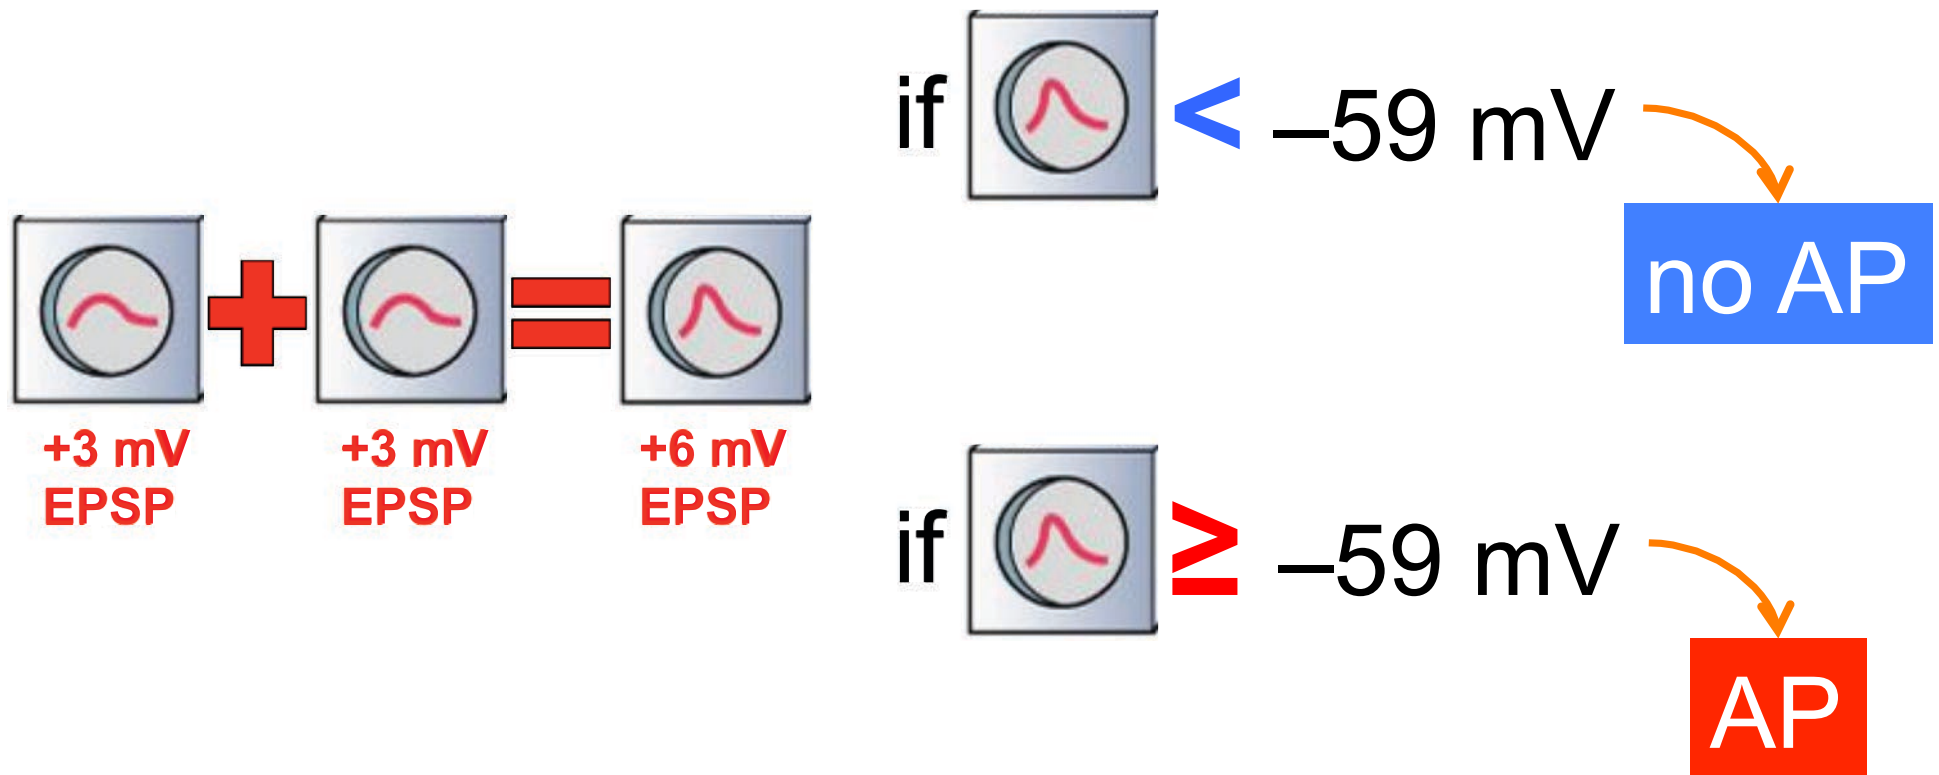 +3 mV
EPSP
+3 mV
EPSP
+6 mV
EPSP
if < –59 mV
no AP
if ≥ –59 mV
AP